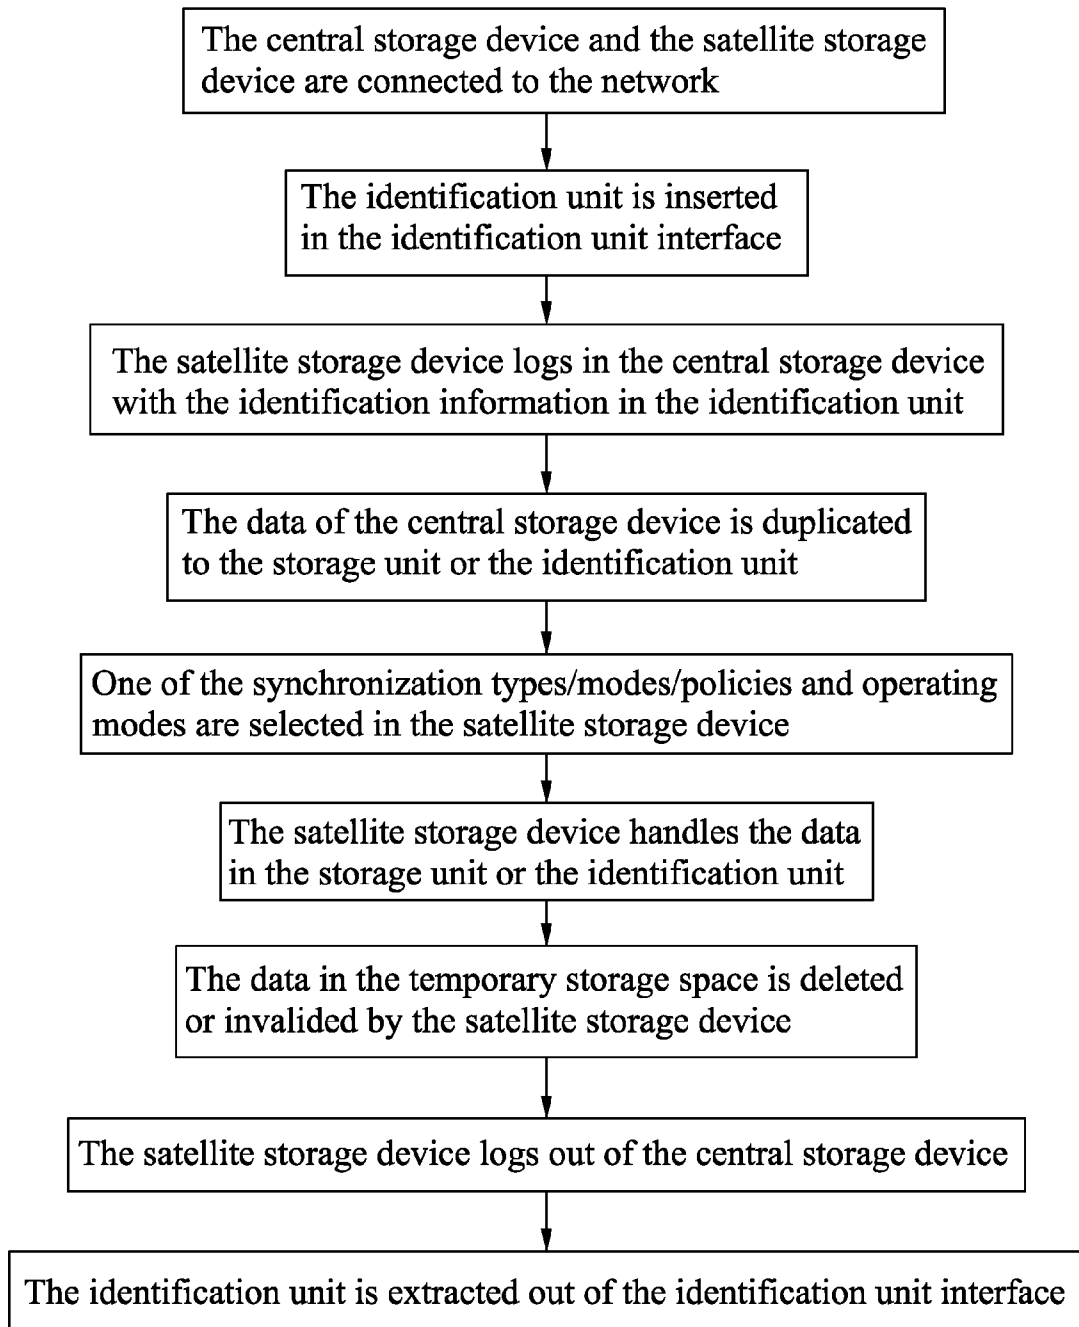 The central storage device and the satellite storage
device are connected to the network
The identification unit is inserted
in the identification unit interface
The satellite storage device logs in the central storage device
with the identification information in the identification unit
The data of the central storage device is duplicated
to the storage unit or the identification unit
One of the synchronization types/modes/policies and operating
modes are selected in the satellite storage device
The satellite storage device handles the data
in the storage unit or the identification unit
The data in the temporary storage space is deleted
or invalided by the satellite storage device
The satellite storage device logs out of the central storage device
The identification unit is extracted out of the identification unit interface